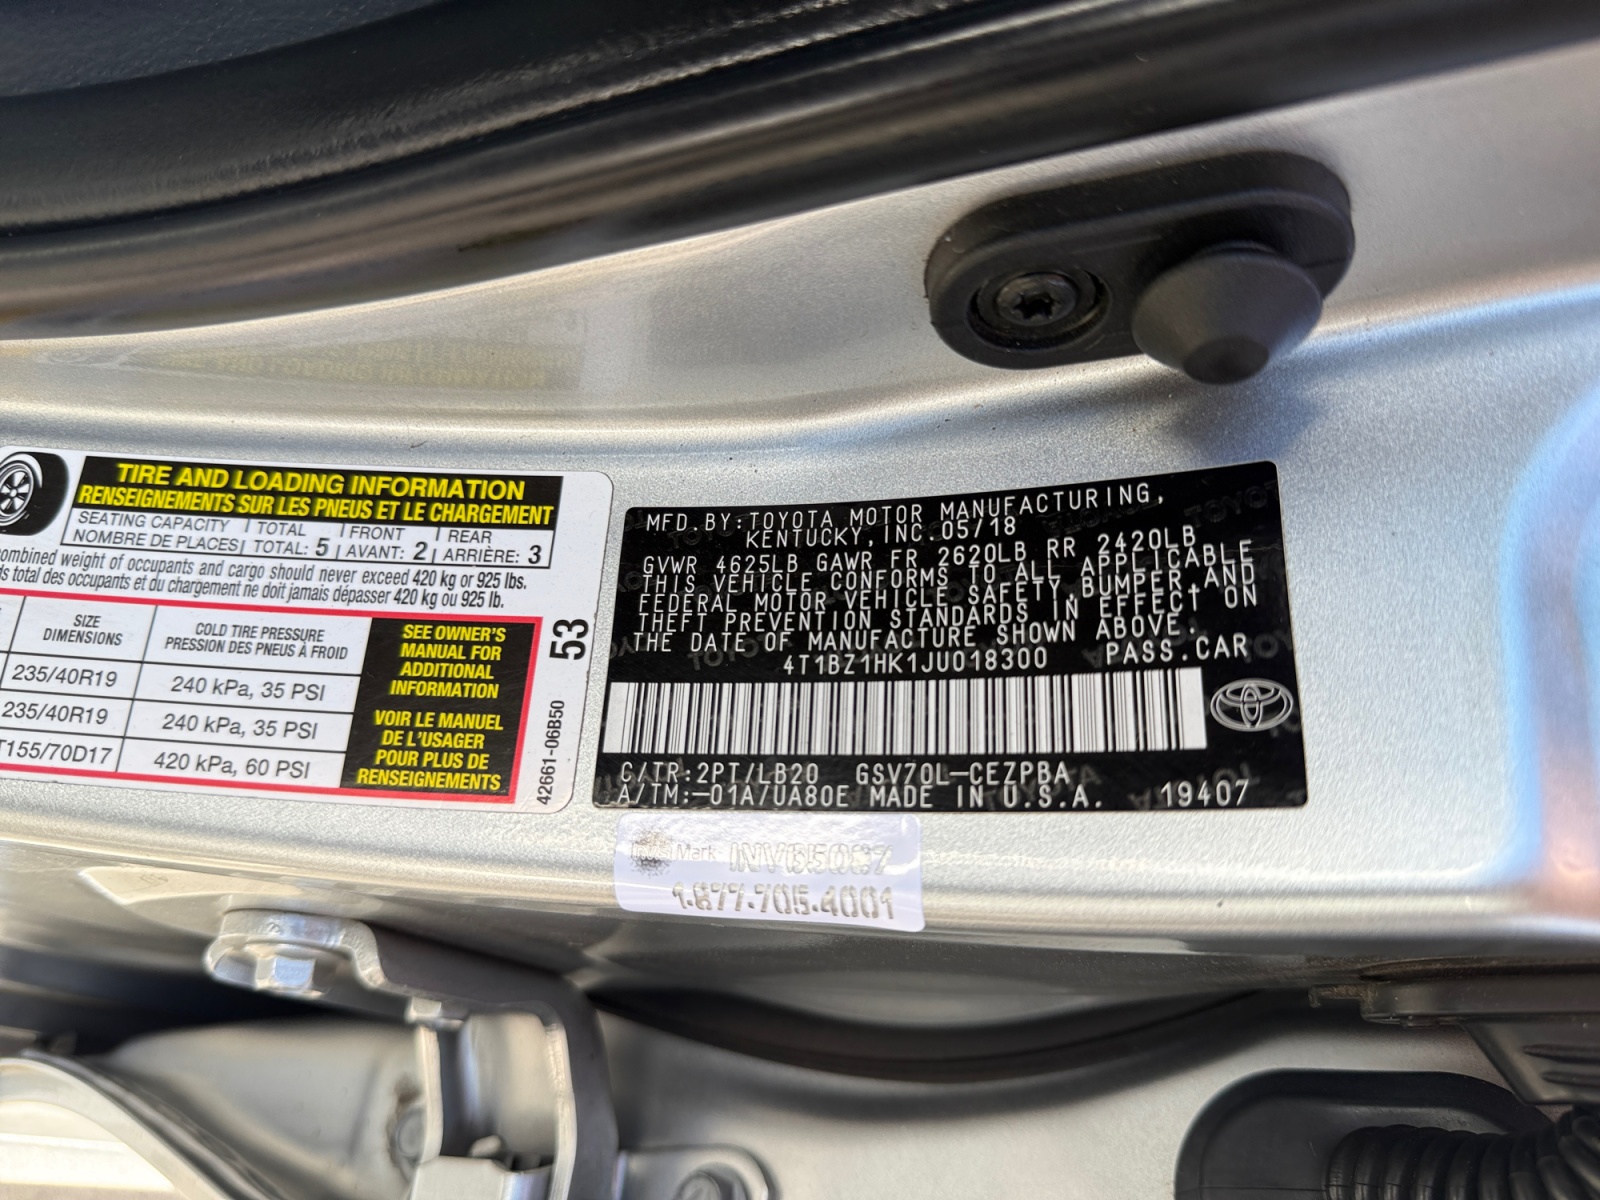 TIRE AND LOADING INFORMATION
RENSEIGNEMENTS SUR LES PNEUS ET LE CHARGEMENT
SEATING CAPACITY TOTAL FRONT REAR
NOMBRE DE PLACES TOTAL: 5 AVANT: 2 ARRIÈRE: 3
combined weight of occupants and cargo should never exceed 420 kg or 925 lbs.
total des occupants et du chargement ne doit jamais dépasser 420 kg ou 925 lb.
SIZE
DIMENSIONS
COLD TIRE PRESSURE
PRESSION DES PNEUS À FROID
235/40R19 240 kPa, 35 PSI
235/40R19 240 kPa, 35 PSI
T155/70D17 420 kPa, 60 PSI
SEE OWNER'S
MANUAL FOR
ADDITIONAL
INFORMATION
VOIR LE MANUEL
DE L'USAGER
POUR PLUS DE
RENSEIGNEMENTS
53
42661-06B50
MFD.BY:TOYOTA MOTOR MANUFACTURING,
KENTUCKY,INC.05/18
GVWR 4625LB GAWR FR 2620LB RR 2420LB
THIS VEHICLE CONFORMS TO ALL APPLICABLE
FEDERAL MOTOR VEHICLE SAFETY,BUMPER,AND
THEFT PREVENTION STANDARDS IN EFFECT ON
THE DATE OF MANUFACTURE SHOWN ABOVE.
4T1BZ1HK1JU018300 PASS.CAR
C/TR:2PT/LB20 GSV70L-CEZPBA
A/TM:-01A/UA80E MADE IN U.S.A. 19407
Mark
1.877.705.4001